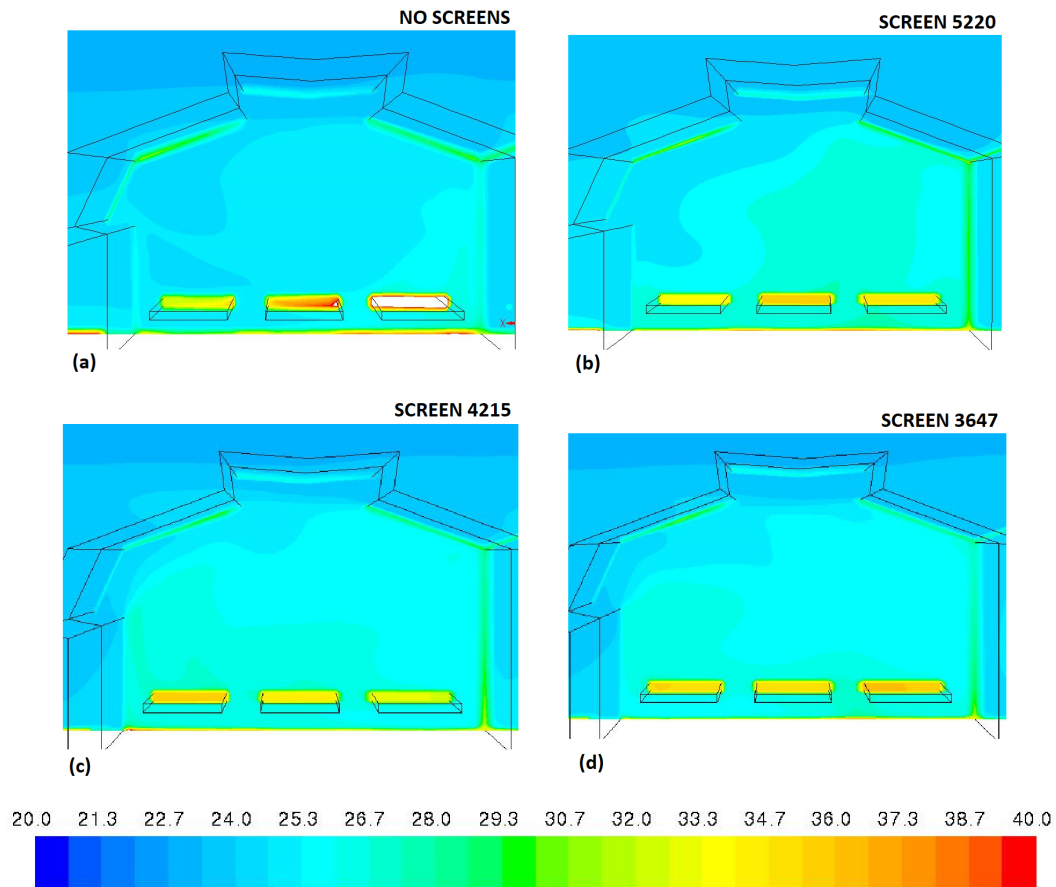 NO SCREENS
SCREEN 5220
X
(a)
(b)
SCREEN 4215
SCREEN 3647
(c)
(d)
20.0 21.3 22.7 24.0 25.3 26.7 28.0 29.3 30.7 32.0 33.3 34.7 36.0 37.3 38.7 40.0